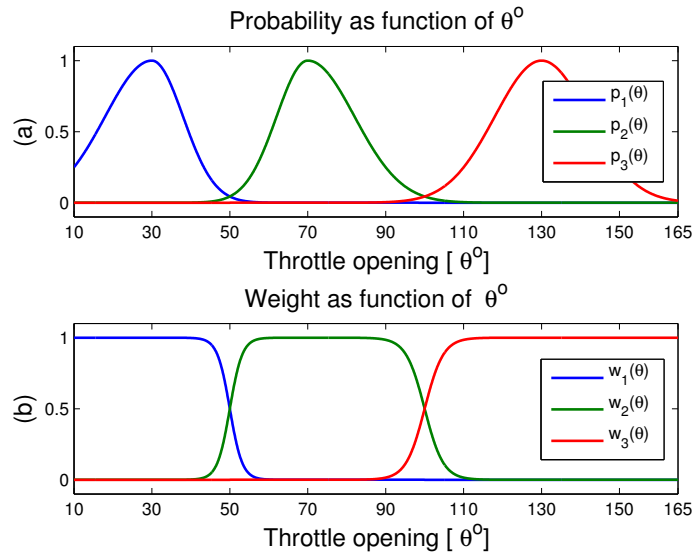 Probability as function of θ°
(a)
1
0.5
0
p₁(θ)
p₂(θ)
p₃(θ)
10 30 50 70 90 110 130 150 165
Throttle opening [ θ°]
Weight as function of θ°
(b)
1
0.5
0
w₁(θ)
w₂(θ)
w₃(θ)
10 30 50 70 90 110 130 150 165
Throttle opening [ θ°]